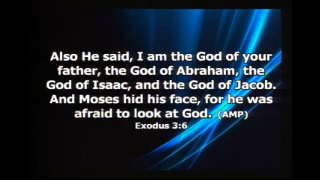 Also He said, I am the God of your
father, the God of Abraham, the
God of Isaac, and the God of Jacob.
And Moses hid his face, for he was
afraid to look at God. (AMP)
Exodus 3:6